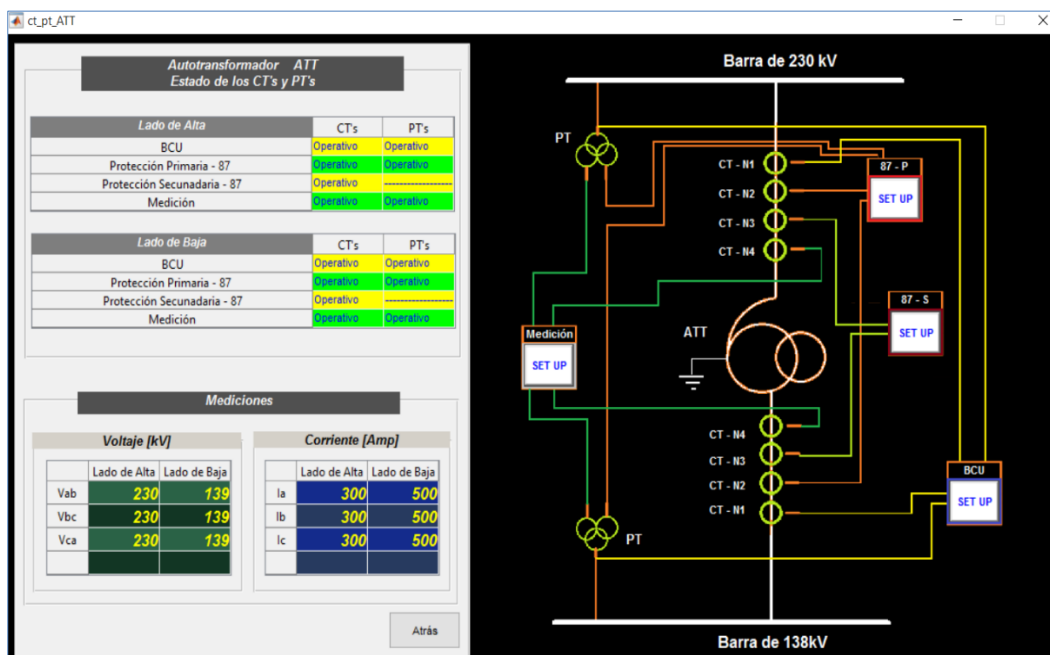 ct_pt_ATT
Autotransformador ATT
Estado de los CT's y PT's
Lado de Alta CT's PT's
BCU Operativo Operativo
Protección Primaria - 87 Operativo Operativo
Protección Secunadaria - 87 Operativo --------------------
Medición Operativo Operativo
Lado de Baja CT's PT's
BCU Operativo Operativo
Protección Primaria - 87 Operativo Operativo
Protección Secunadaria - 87 Operativo --------------------
Medición Operativo Operativo
Mediciones
Voltaje [kV]
Lado de Alta Lado de Baja
Vab 230 139
Vbc 230 139
Vca 230 139
Corriente [Amp]
Lado de Alta Lado de Baja
Ia 300 500
Ib 300 500
Ic 300 500
Atrás
Barra de 230 kV
PT
CT - N1
CT - N2
CT - N3
CT - N4
87 - P
SET UP
87 - S
SET UP
Medición
SET UP
ATT
CT - N4
CT - N3
CT - N2
CT - N1
BCU
SET UP
PT
Barra de 138kV